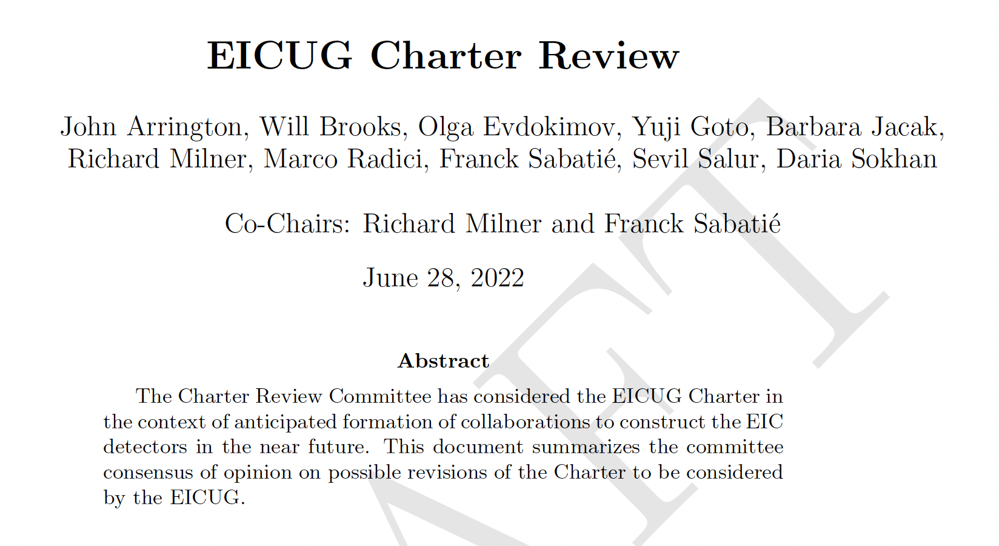 EICUG Charter Review
John Arrington, Will Brooks, Olga Evdokimov, Yuji Goto, Barbara Jacak,
Richard Milner, Marco Radici, Franck Sabatié, Sevil Salur, Daria Sokhan
Co-Chairs: Richard Milner and Franck Sabatié
June 28, 2022
Abstract
The Charter Review Committee has considered the EICUG Charter in
the context of anticipated formation of collaborations to construct the EIC
detectors in the near future. This document summarizes the committee
consensus of opinion on possible revisions of the Charter to be considered
by the EICUG.